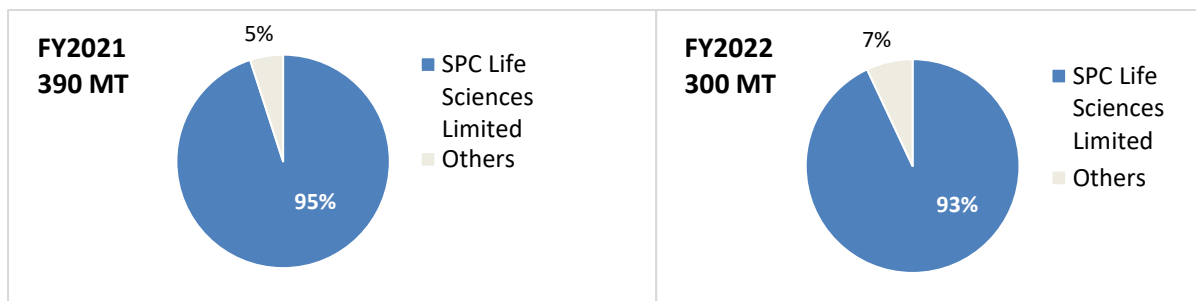 FY2021
390 MT
5%
95%
SPC Life
Sciences
Limited
Others
FY2022
300 MT
7%
93%
SPC Life
Sciences
Limited
Others